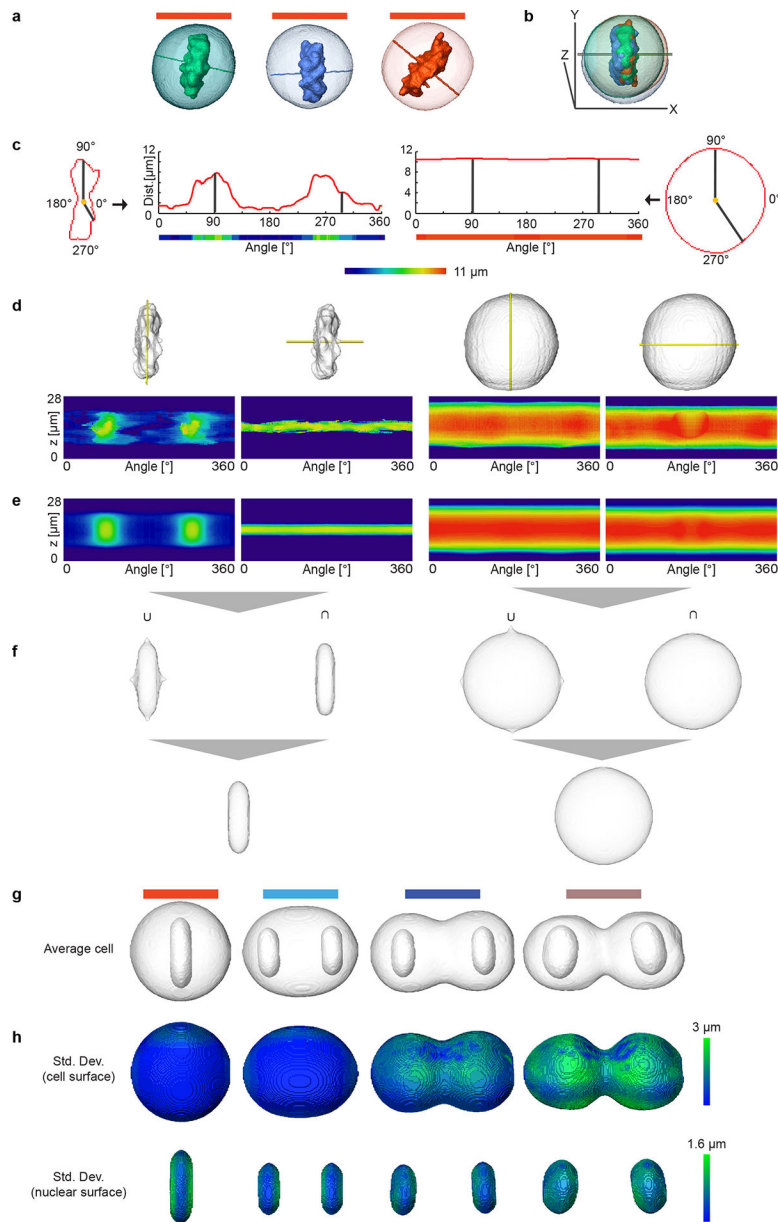 a
b
Y
Z
X
c
90°
180°
0°
270°
Dist.[µm]
12
8
4
0
0 90 180 270 360
Angle [°]
12
8
4
0
0 90 180 270 360
Angle [°]
90°
180°
0°
270°
11 µm
d
28
z [µm]
0
0 Angle [°] 360
0 Angle [°] 360
0 Angle [°] 360
0 Angle [°] 360
e
28
z [µm]
0
0 Angle [°] 360
0 Angle [°] 360
0 Angle [°] 360
0 Angle [°] 360
∪ ∩ ∪ ∩
f
g
Average cell
h
Std. Dev.
(cell surface)
3 µm
Std. Dev.
(nuclear surface)
1.6 µm